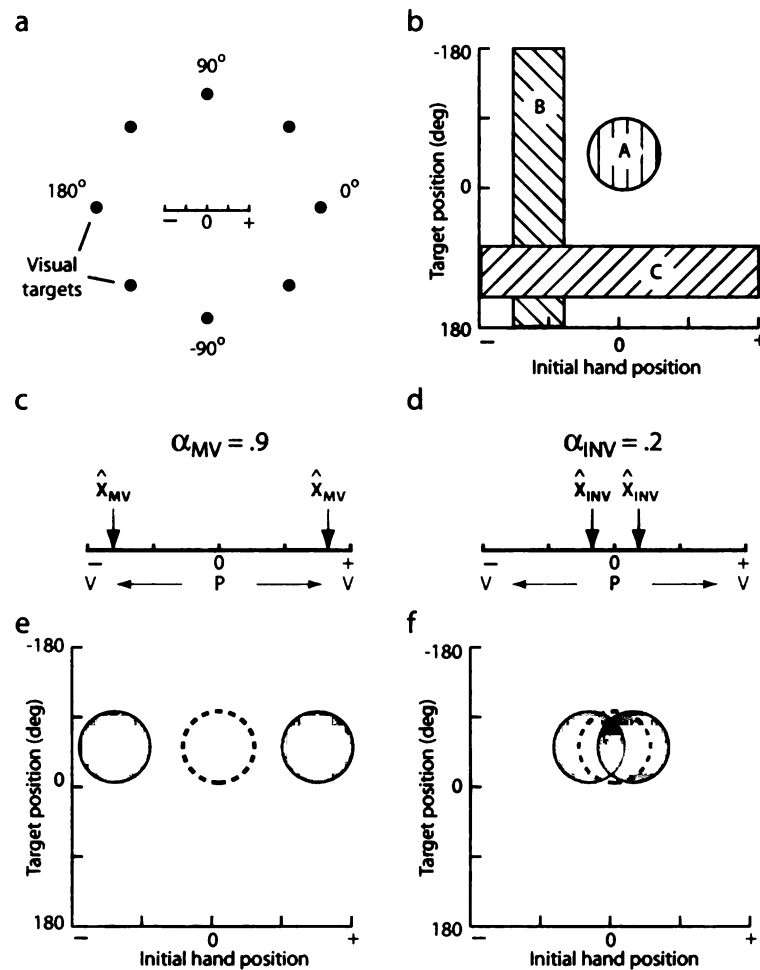 a
90°
180°
0°
− 0 +
Visual
targets
-90°
b
Target position (deg)
-180
0
180
B
A
C
− 0 +
Initial hand position
c
αMV = .9
x̂MV x̂MV
− 0 +
V P V
d
αINV = .2
x̂INV x̂INV
− 0 +
V P V
e
Target position (deg)
-180
0
180
− 0 +
Initial hand position
f
Target position (deg)
-180
0
180
− 0 +
Initial hand position